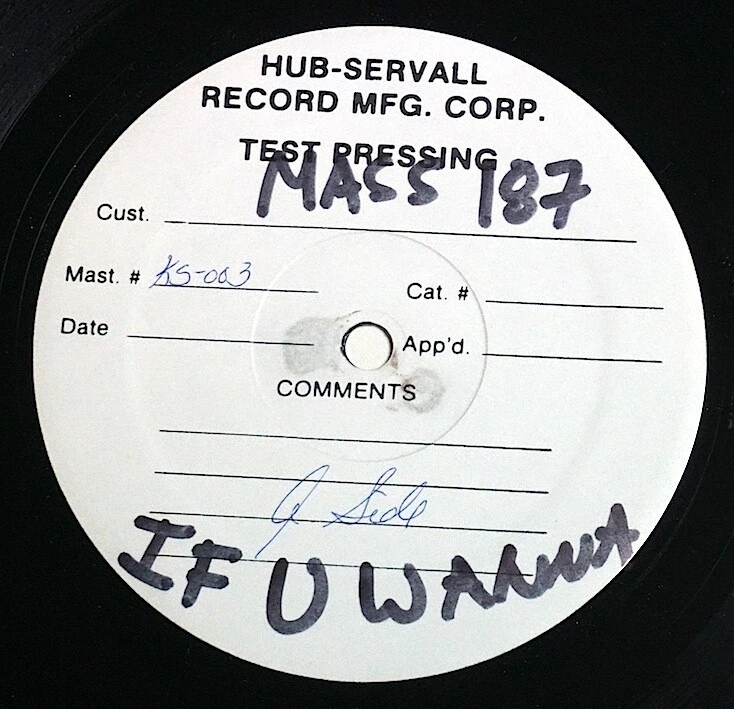 HUB-SERVALL
RECORD MFG. CORP.
TEST PRESSING
MASS 187
Cust.
Mast. # KS-003
Cat. #
Date
App'd.
COMMENTS
Side
IF U WANNA